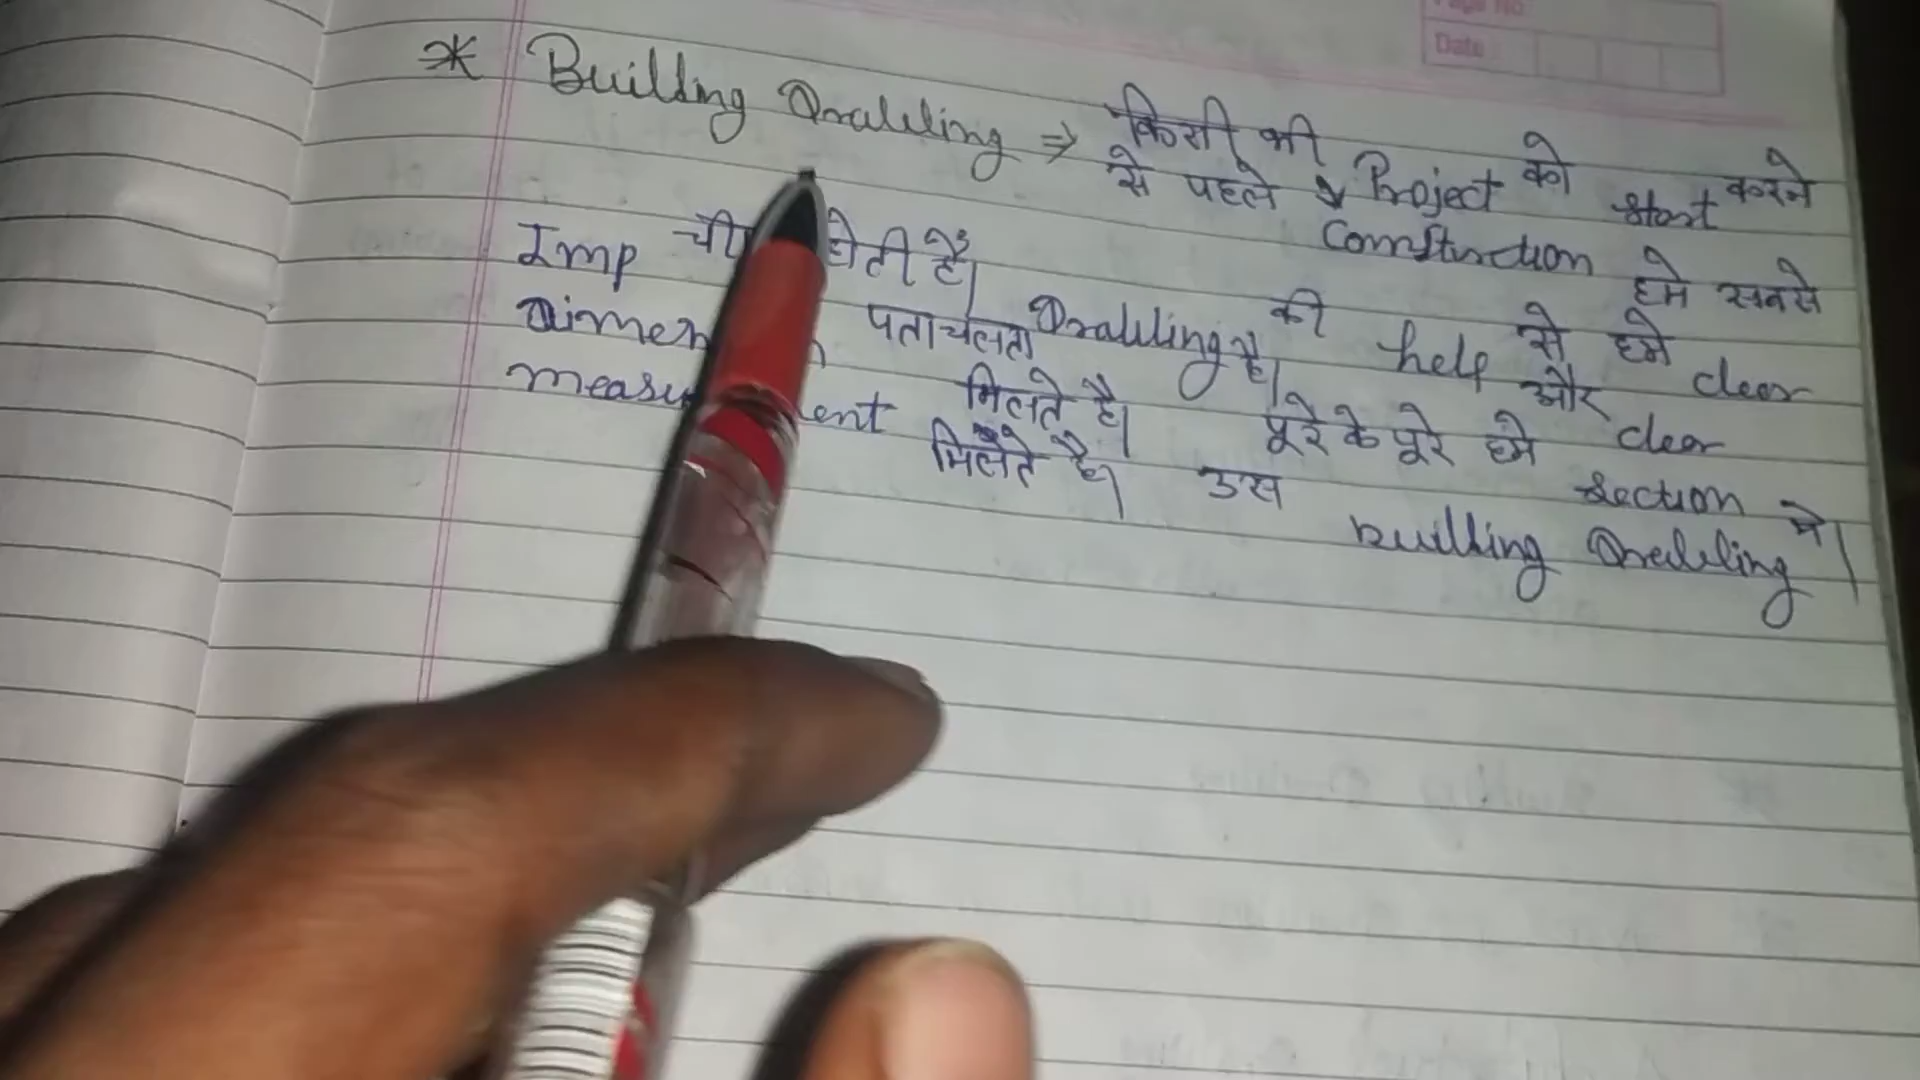 * Building Drawing ⇒ किसी भी Project को start करने
से पहले Construction हमे सबसे
Imp होती है। Drawing की help से हमे clear
पता चलता है। और clear
मिलते है। पूरे के पूरे हमे section मे।
मिलते है। उस building Drawing